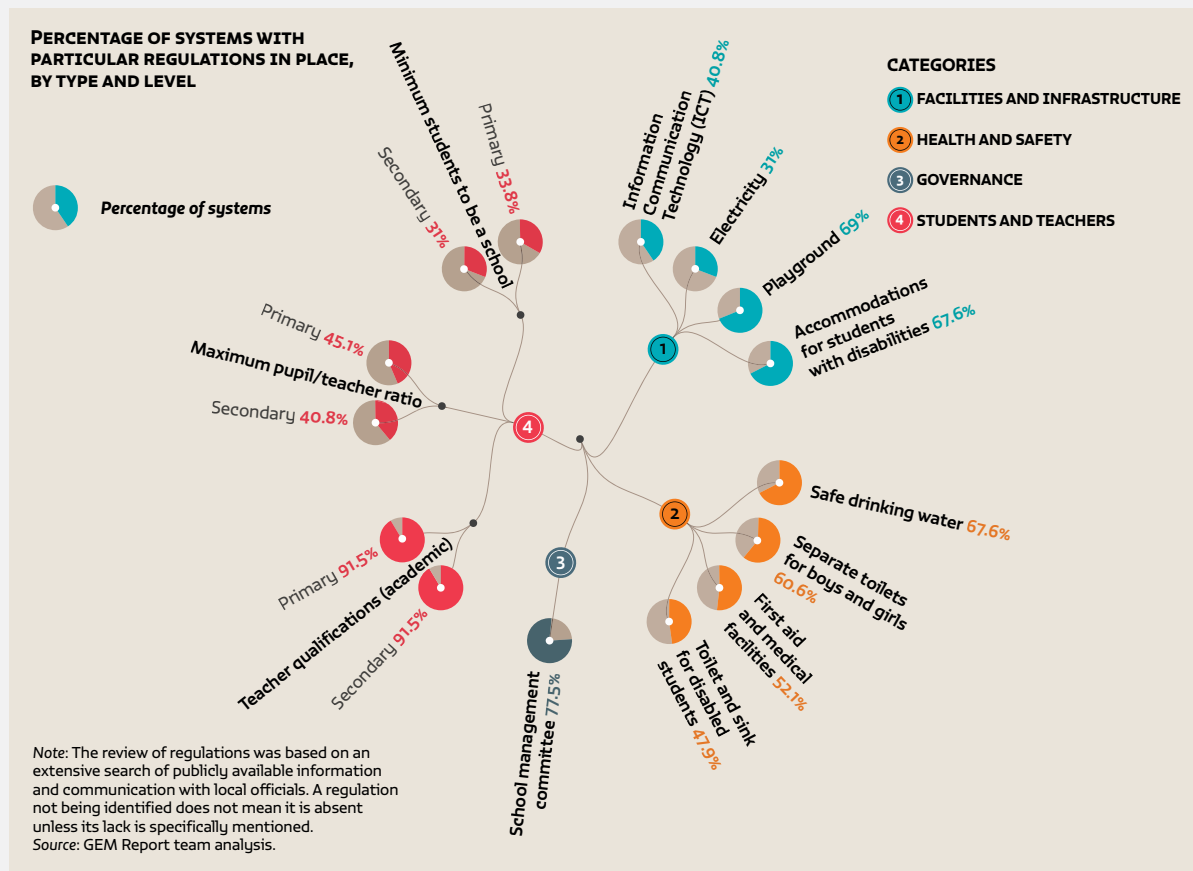 PERCENTAGE OF SYSTEMS WITH
PARTICULAR REGULATIONS IN PLACE,
BY TYPE AND LEVEL
Percentage of systems
CATEGORIES
1 FACILITIES AND INFRASTRUCTURE
2 HEALTH AND SAFETY
3 GOVERNANCE
4 STUDENTS AND TEACHERS
Minimum students to be a school
Primary 33.8%
Secondary 31%
Maximum pupil/teacher ratio
Primary 45.1%
Secondary 40.8%
Teacher qualifications (academic)
Primary 91.5%
Secondary 91.5%
4
1
Information
Communication
Technology (ICT) 40.8%
Electricity 31%
Playground 69%
Accommodations
for students
with disabilities 67.6%
2
Safe drinking water 67.6%
Separate toilets
for boys and girls
60.6%
First aid
and medical
facilities 52.1%
Toilet and sink
for disabled
students 47.9%
3
School management
committee 77.5%
Note: The review of regulations was based on an
extensive search of publicly available information
and communication with local officials. A regulation
not being identified does not mean it is absent
unless its lack is specifically mentioned.
Source: GEM Report team analysis.